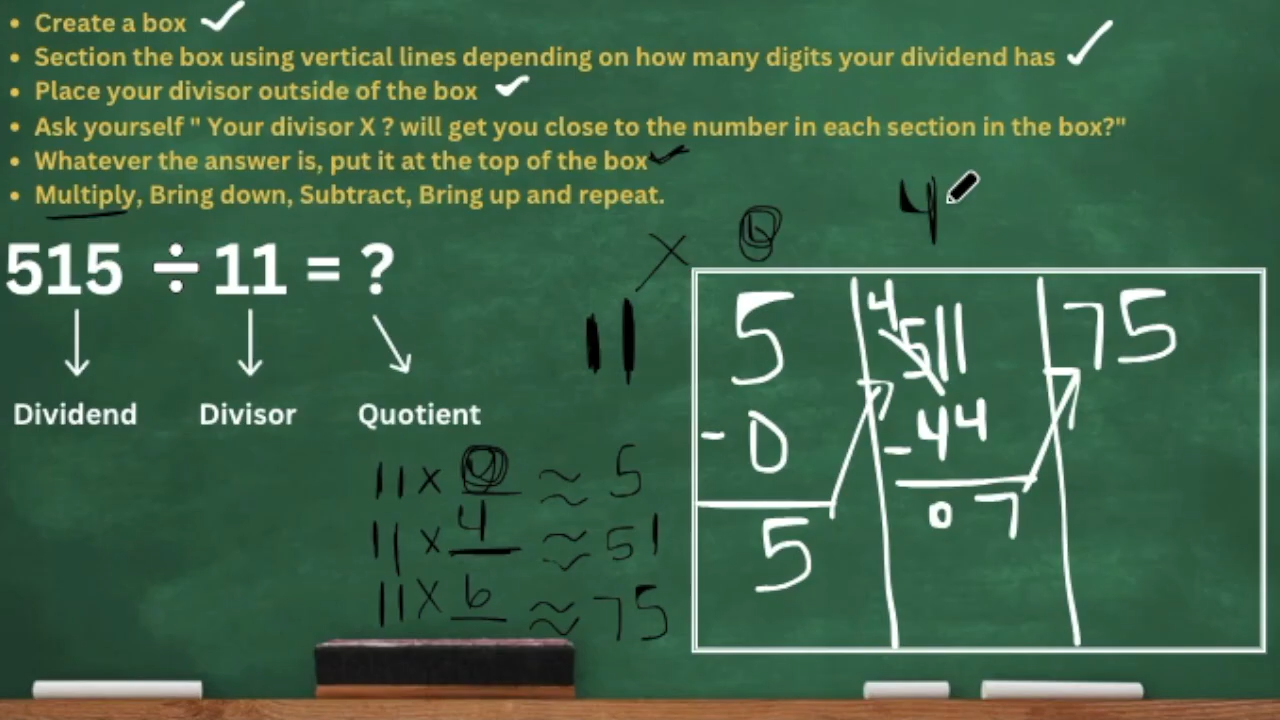 • Create a box ✓
• Section the box using vertical lines depending on how many digits your dividend has ✓
• Place your divisor outside of the box ✓
• Ask yourself " Your divisor X ? will get you close to the number in each section in the box?"
• Whatever the answer is, put it at the top of the box ✓
• Multiply, Bring down, Subtract, Bring up and repeat.
515 ÷ 11 = ?
Dividend Divisor Quotient
11 x 0 ≈ 5
11 x 4 ≈ 51
11 x 6 ≈ 75
x 0 4
11
5 4 511 75
- 0 - 44
5 07